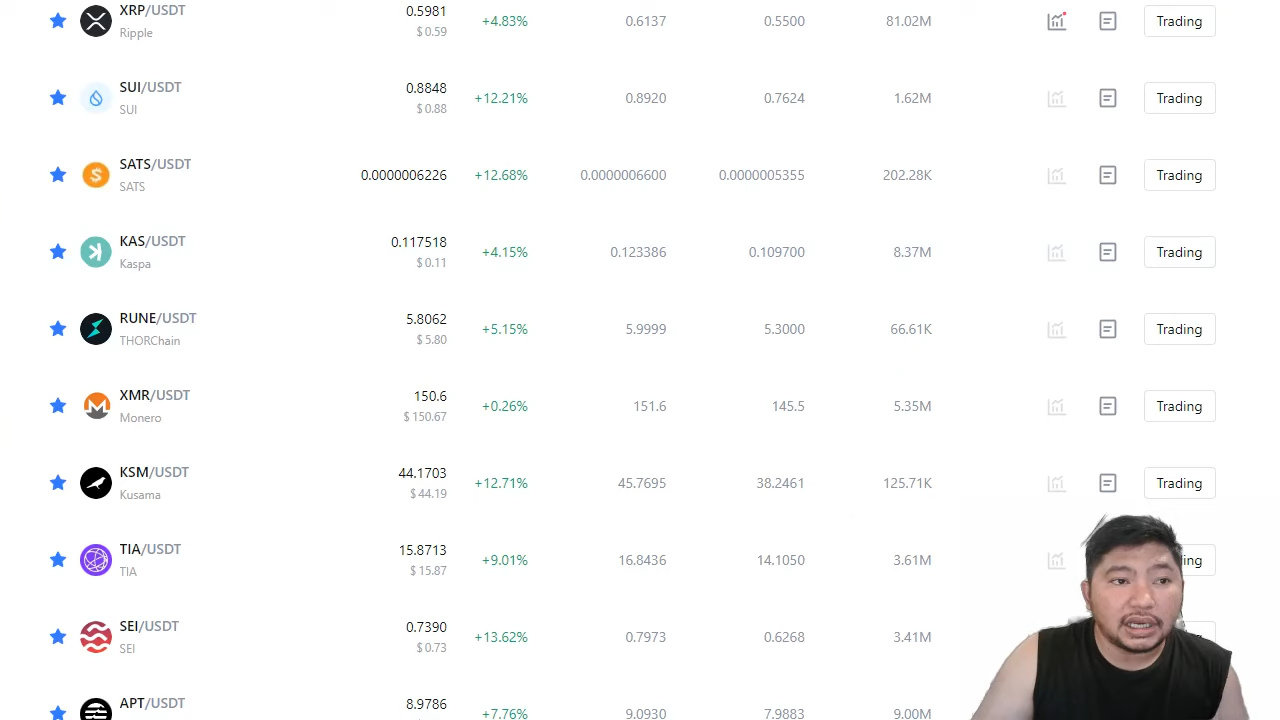 XRP/USDT
Ripple
0.5981
$ 0.59
+4.83%
0.6137
0.5500
81.02M
Trading
SUI/USDT
SUI
0.8848
$ 0.88
+12.21%
0.8920
0.7624
1.62M
Trading
SATS/USDT
SATS
0.0000006226
+12.68%
0.0000006600
0.0000005355
202.28K
Trading
KAS/USDT
Kaspa
0.117518
$ 0.11
+4.15%
0.123386
0.109700
8.37M
Trading
RUNE/USDT
THORChain
5.8062
$ 5.80
+5.15%
5.9999
5.3000
66.61K
Trading
XMR/USDT
Monero
150.6
$ 150.67
+0.26%
151.6
145.5
5.35M
Trading
KSM/USDT
Kusama
44.1703
$ 44.19
+12.71%
45.7695
38.2461
125.71K
Trading
TIA/USDT
TIA
15.8713
$ 15.87
+9.01%
16.8436
14.1050
3.61M
ing
SEI/USDT
SEI
0.7390
$ 0.73
+13.62%
0.7973
0.6268
3.41M
APT/USDT
8.9786
+7.76%
9.0930
7.9883
9.00M